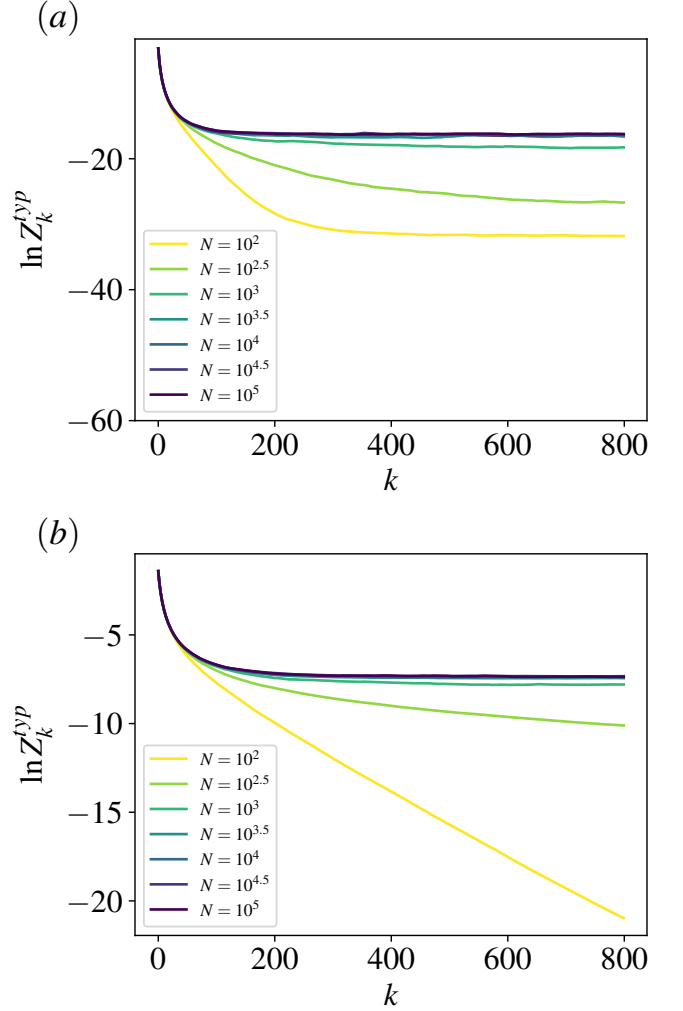 (a)
ln Z_k^{typ}
−20
−40
−60
N = 10^2
N = 10^{2.5}
N = 10^3
N = 10^{3.5}
N = 10^4
N = 10^{4.5}
N = 10^5
0 200 400 600 800
k
(b)
ln Z_k^{typ}
−5
−10
−15
−20
N = 10^2
N = 10^{2.5}
N = 10^3
N = 10^{3.5}
N = 10^4
N = 10^{4.5}
N = 10^5
0 200 400 600 800
k